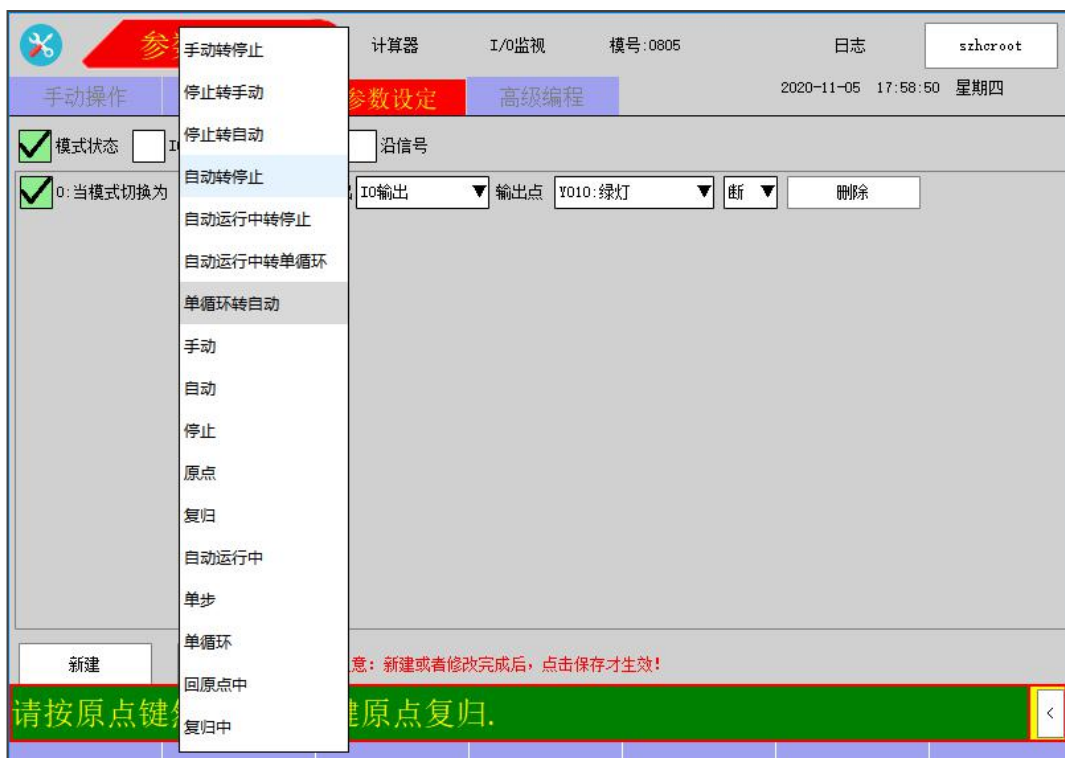 参数
计算器
I/O监视
模号:0805
日志
szhcroot
手动操作
参数设定
高级编程
2020-11-05 17:58:50 星期四
模式状态
沿信号
0:当模式切换为
IO输出
输出点
Y010:绿灯
断
删除
手动转停止
停止转手动
停止转自动
自动转停止
自动运行中转停止
自动运行中转单循环
单循环转自动
手动
自动
停止
原点
复归
自动运行中
单步
单循环
回原点中
复归中
新建
意：新建或者修改完成后，点击保存才生效!
请按原点键
键原点复归.
<